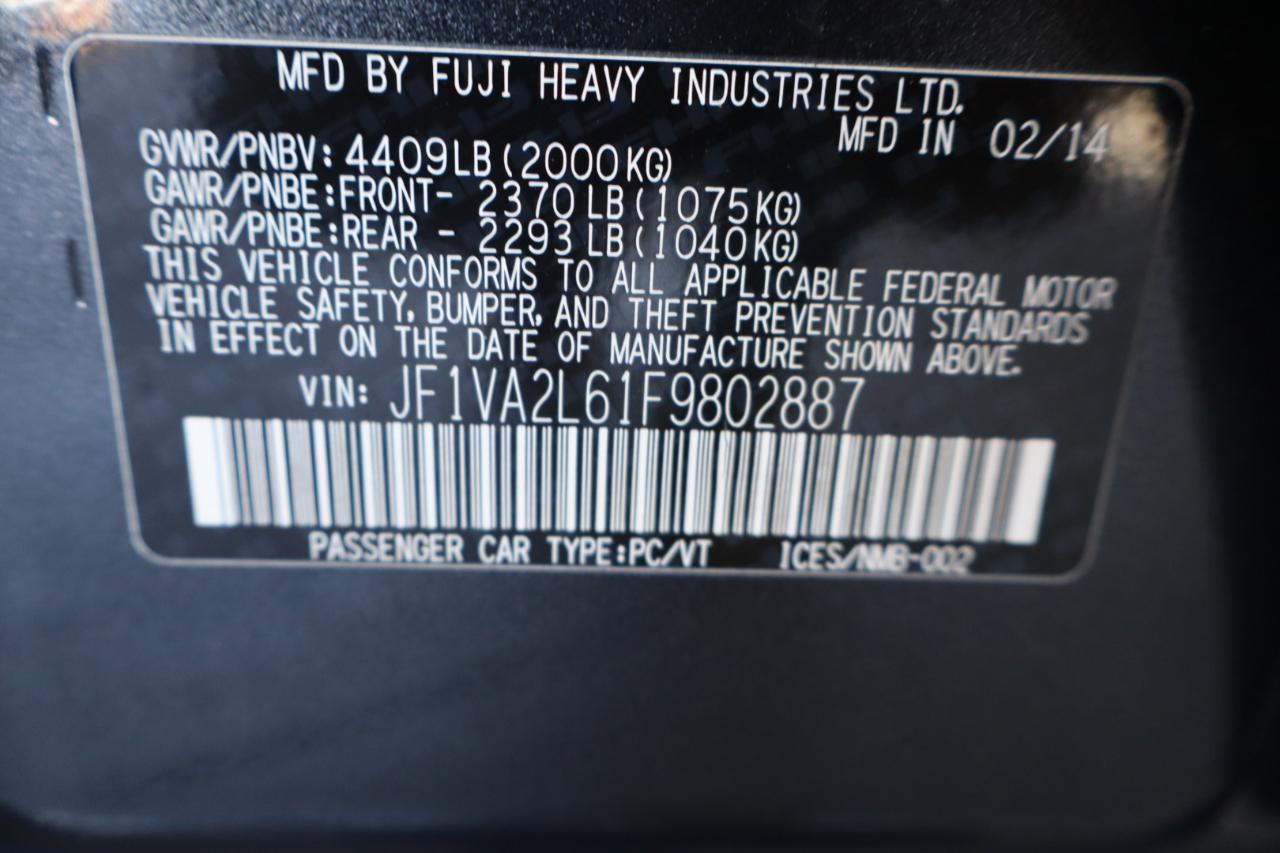 MFD BY FUJI HEAVY INDUSTRIES LTD.
MFD IN 02/14
GVWR/PNBV: 4409LB (2000KG)
GAWR/PNBE:FRONT- 2370LB (1075KG)
GAWR/PNBE:REAR - 2293LB (1040KG)
THIS VEHICLE CONFORMS TO ALL APPLICABLE FEDERAL MOTOR
VEHICLE SAFETY, BUMPER, AND THEFT PREVENTION STANDARDS
IN EFFECT ON THE DATE OF MANUFACTURE SHOWN ABOVE.
VIN: JF1VA2L61F9802887
PASSENGER CAR TYPE:PC/VT ICES/NMB-002